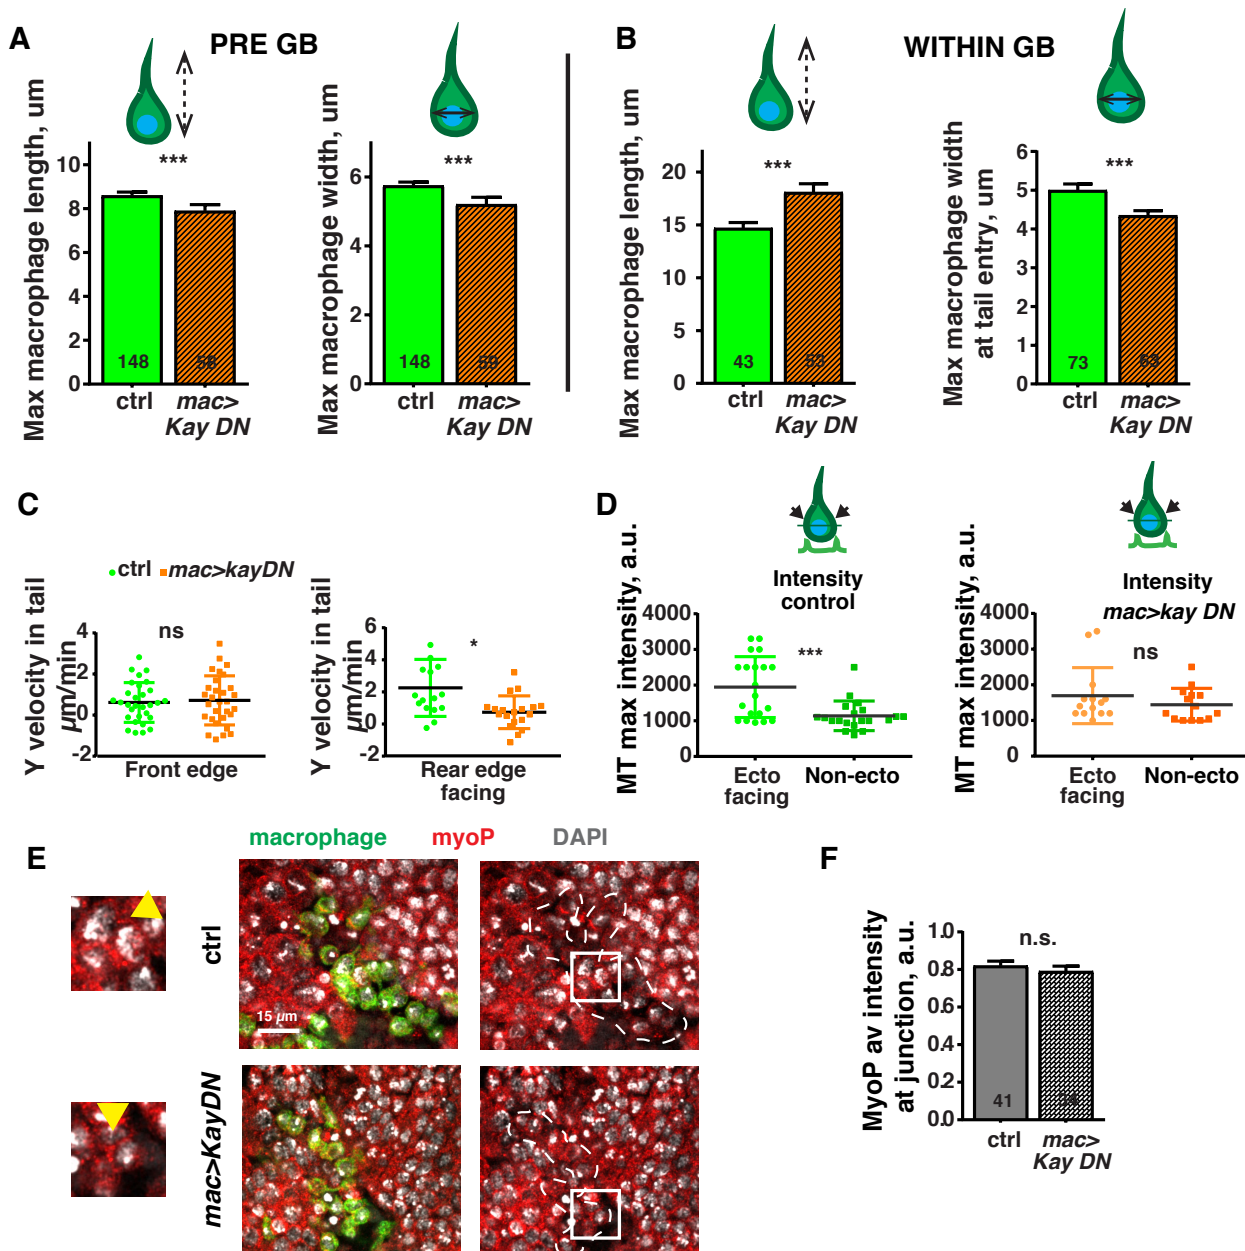 A
PRE GB
Max macrophage length, um
10
8
6
4
2
0
***
148
58
ctrl
mac>
Kay DN
Max macrophage width, um
6
4
2
0
***
148
59
ctrl
mac>
Kay DN
B
WITHIN GB
Max macrophage length, um
20
15
10
5
0
***
43
53
ctrl
mac>
Kay DN
Max macrophage width
at tail entry, um
6
5
4
3
2
1
0
***
73
ctrl
mac>
Kay DN
C
ctrl
mac>kayDN
Y velocity in tail
µm/min
4
2
0
-2
ns
Front edge
Y velocity in tail
µm/min
6
4
2
0
-2
*
Rear edge
facing
D
MT max intensity, a.u.
4000
3000
2000
1000
0
Intensity
control
***
Ecto
facing
Non-ecto
MT max intensity, a.u.
4000
3000
2000
1000
0
Intensity
mac>kay DN
ns
Ecto
facing
Non-ecto
E
macrophage
myoP
DAPI
ctrl
15 µm
mac>KayDN
F
MyoP av intensity
at junction, a.u.
1.0
0.8
0.6
0.4
0.2
0.0
n.s.
41
ctrl
mac>
Kay DN